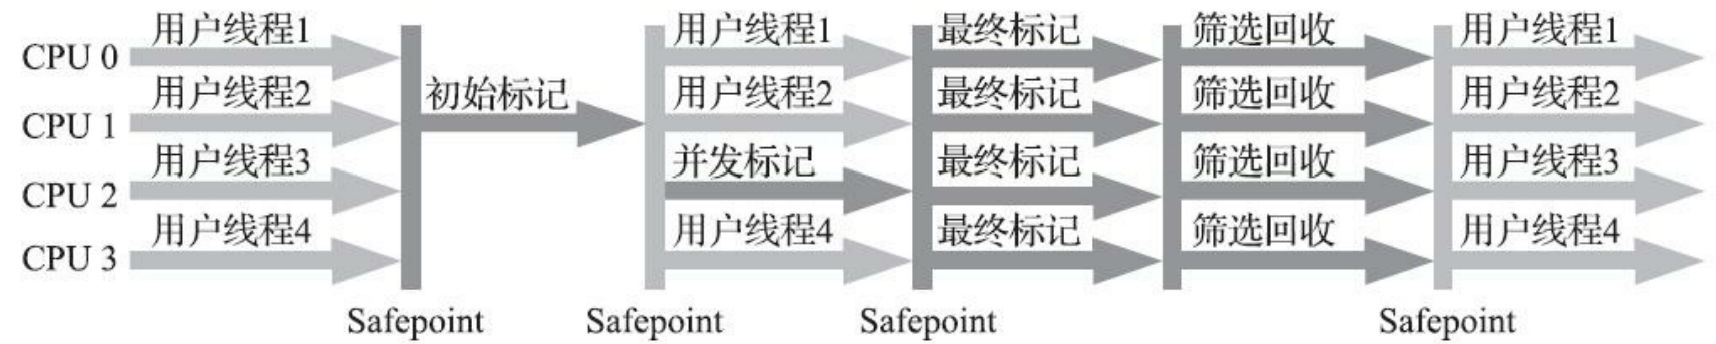 用户线程1 用户线程1 最终标记 筛选回收 用户线程1
CPU 0
用户线程2 初始标记 用户线程2 最终标记 筛选回收 用户线程2
CPU 1
用户线程3 并发标记 最终标记 筛选回收 用户线程3
CPU 2
用户线程4 用户线程4 最终标记 筛选回收 用户线程4
CPU 3
Safepoint Safepoint Safepoint Safepoint